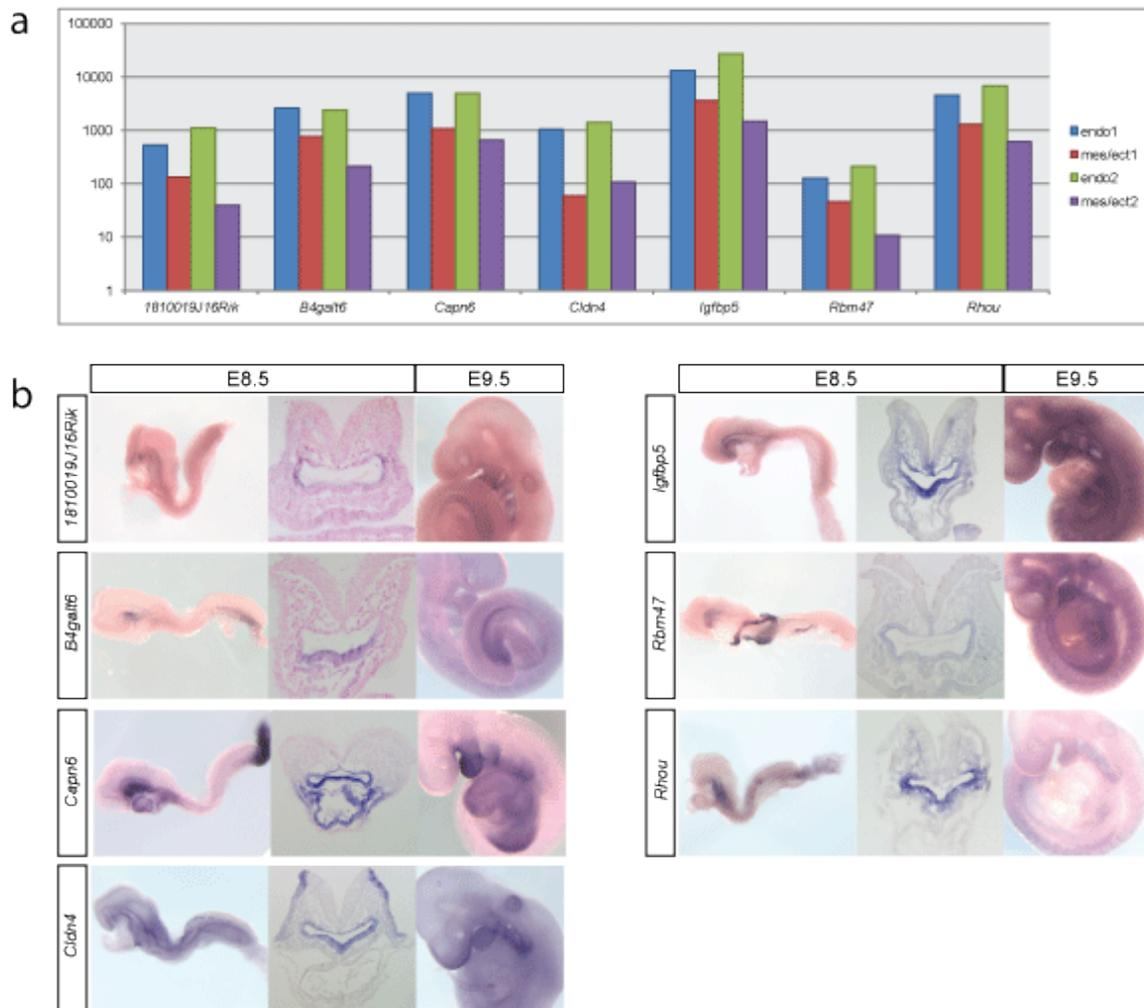 a
100000
10000
1000
100
10
1
1810019J16Rik
B4galt6
Capn6
Cldn4
Igfbp5
Rbm47
Rhou
endo1
mes/ect1
endo2
mes/ect2
b
E8.5
E9.5
1810019J16Rik
B4galt6
Capn6
Cldn4
E8.5
E9.5
Igfbp5
Rbm47
Rhou